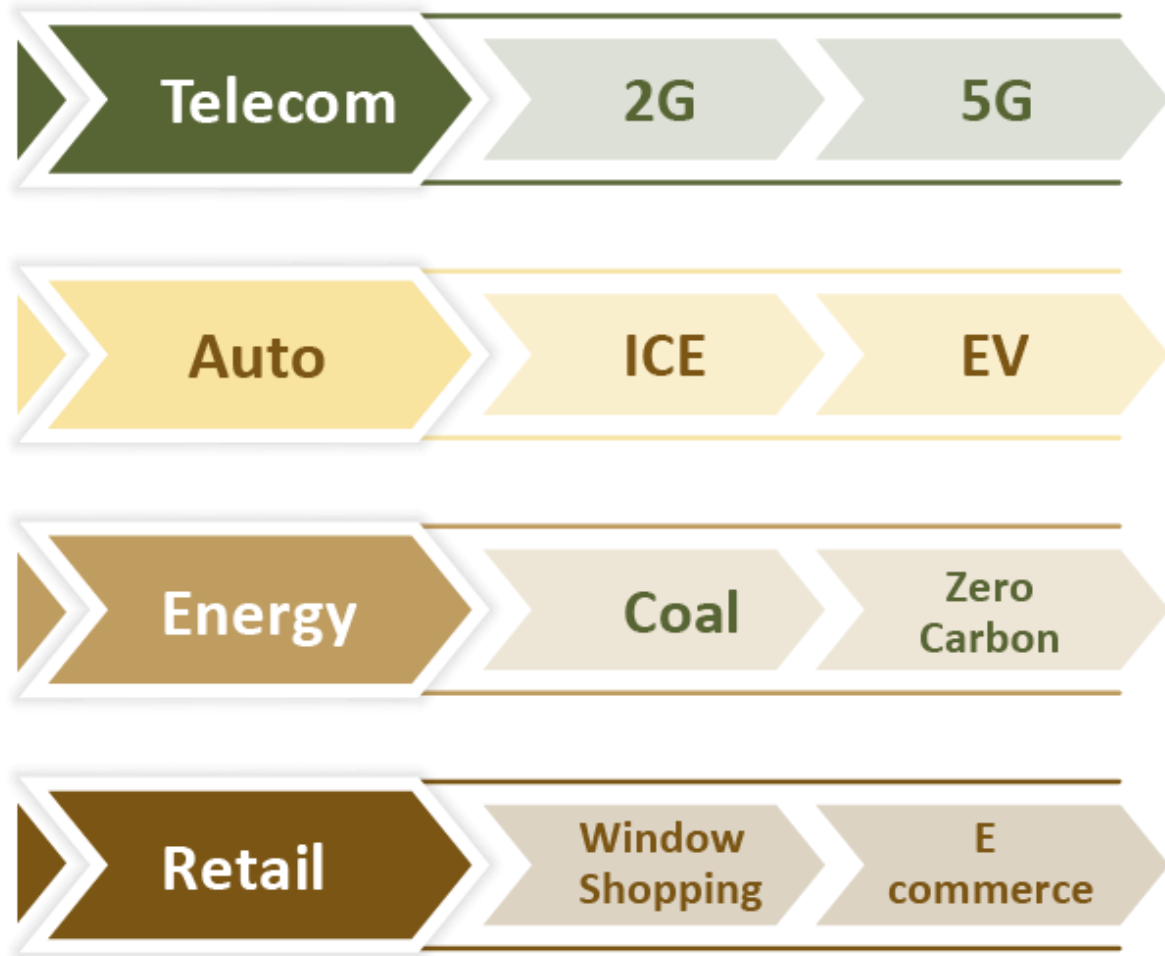 Telecom
2G
5G
Auto
ICE
EV
Energy
Coal
Zero
Carbon
Retail
Window
Shopping
E
commerce